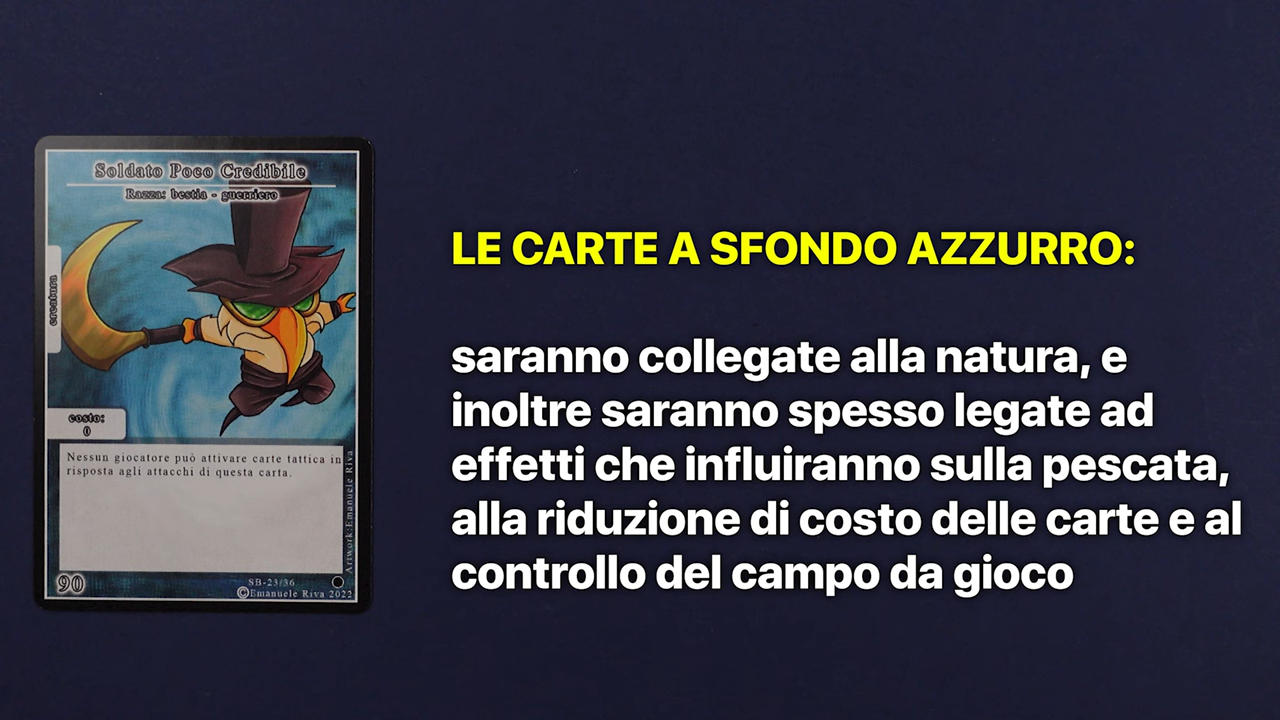 Soldato Poco Credibile
Razza: bestia - guerriero
creatura
costo:
0
Nessun giocatore può attivare carte tattica in
risposta agli attacchi di questa carta.
Artwork:Emanuele Riva
90
SB-23/36
©Emanuele Riva 2022
LE CARTE A SFONDO AZZURRO:
saranno collegate alla natura, e
inoltre saranno spesso legate ad
effetti che influiranno sulla pescata,
alla riduzione di costo delle carte e al
controllo del campo da gioco